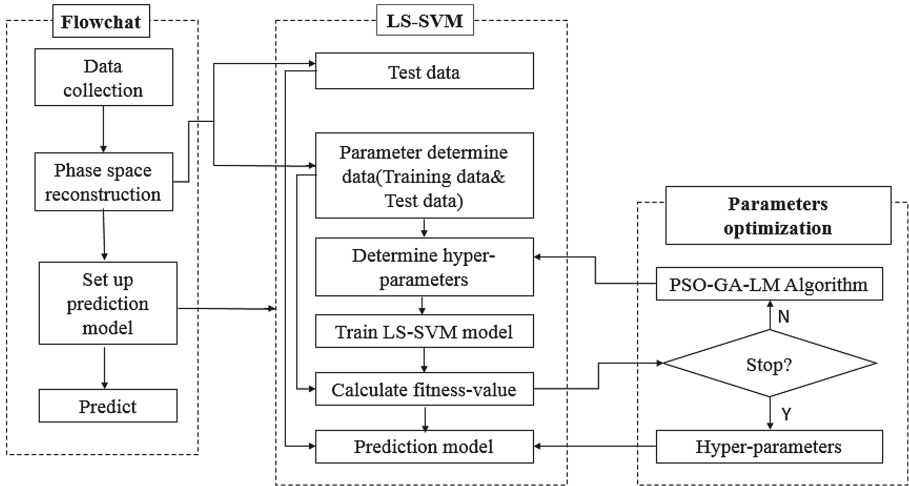 Flowchat
Data
collection
Phase space
reconstruction
Set up
prediction
model
Predict
LS-SVM
Test data
Parameter determine
data(Training data&
Test data)
Determine hyper-
parameters
Train LS-SVM model
Calculate fitness-value
Prediction model
Parameters
optimization
PSO-GA-LM Algorithm
N
Stop?
Y
Hyper-parameters